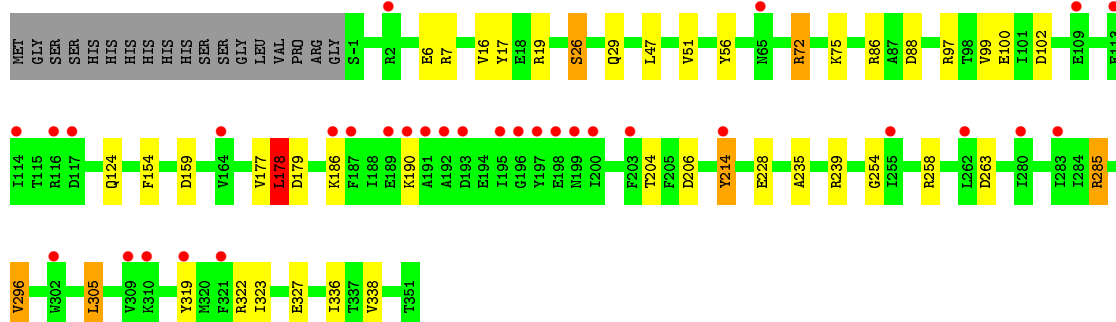 MET GLY SER SER HIS HIS HIS HIS HIS HIS SER SER GLY LEU VAL PRO ARG GLY S-1 R2 E6 R7 V16 Y17 E18 R19 S26 Q29 L47 V51 Y56 N65 R72 K75 R86 A87 D88 R97 T98 V99 E100 I101 D102 E109 E113
I114 T115 R116 D117 Q124 F154 D159 V164 V177 L178 D179 K186 F187 I188 E189 K190 A191 A192 D193 E194 I195 G196 Y197 E198 N199 I200 F203 T204 F205 D206 Y214 E228 A235 R239 G254 I255 R258 L262 D263 I280 I283 I284 R285
V296 W302 L305 V309 K310 Y319 M320 F321 R322 I323 E327 I336 T337 V338 T351